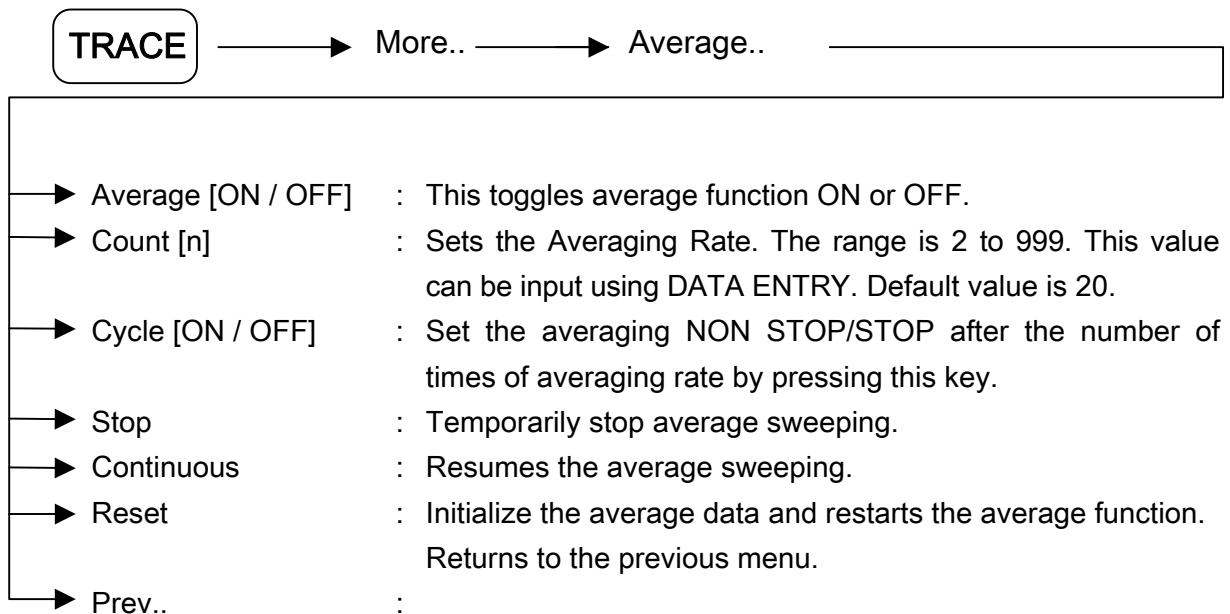 TRACE More.. Average..
Average [ON / OFF] : This toggles average function ON or OFF.
Count [n] : Sets the Averaging Rate. The range is 2 to 999. This value
can be input using DATA ENTRY. Default value is 20.
Cycle [ON / OFF] : Set the averaging NON STOP/STOP after the number of
times of averaging rate by pressing this key.
Stop : Temporarily stop average sweeping.
Continuous : Resumes the average sweeping.
Reset : Initialize the average data and restarts the average function.
Returns to the previous menu.
Prev.. :